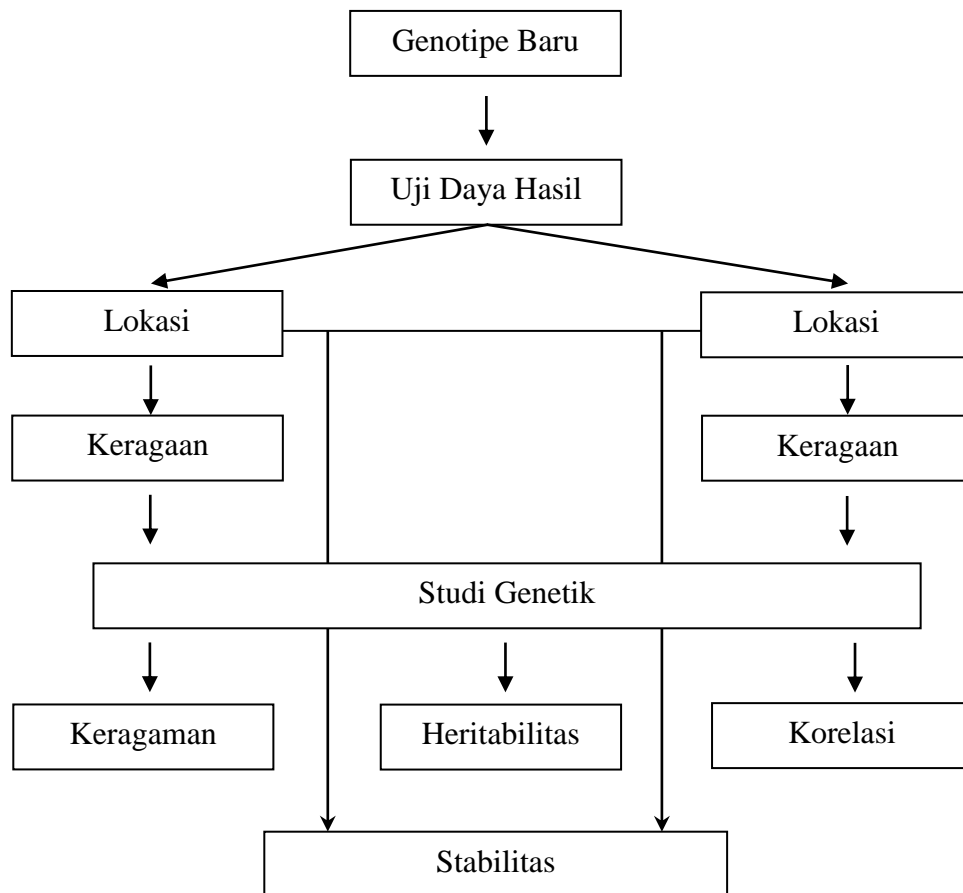 Genotipe Baru
Uji Daya Hasil
Lokasi
Lokasi
Keragaan
Keragaan
Studi Genetik
Keragaman
Heritabilitas
Korelasi
Stabilitas